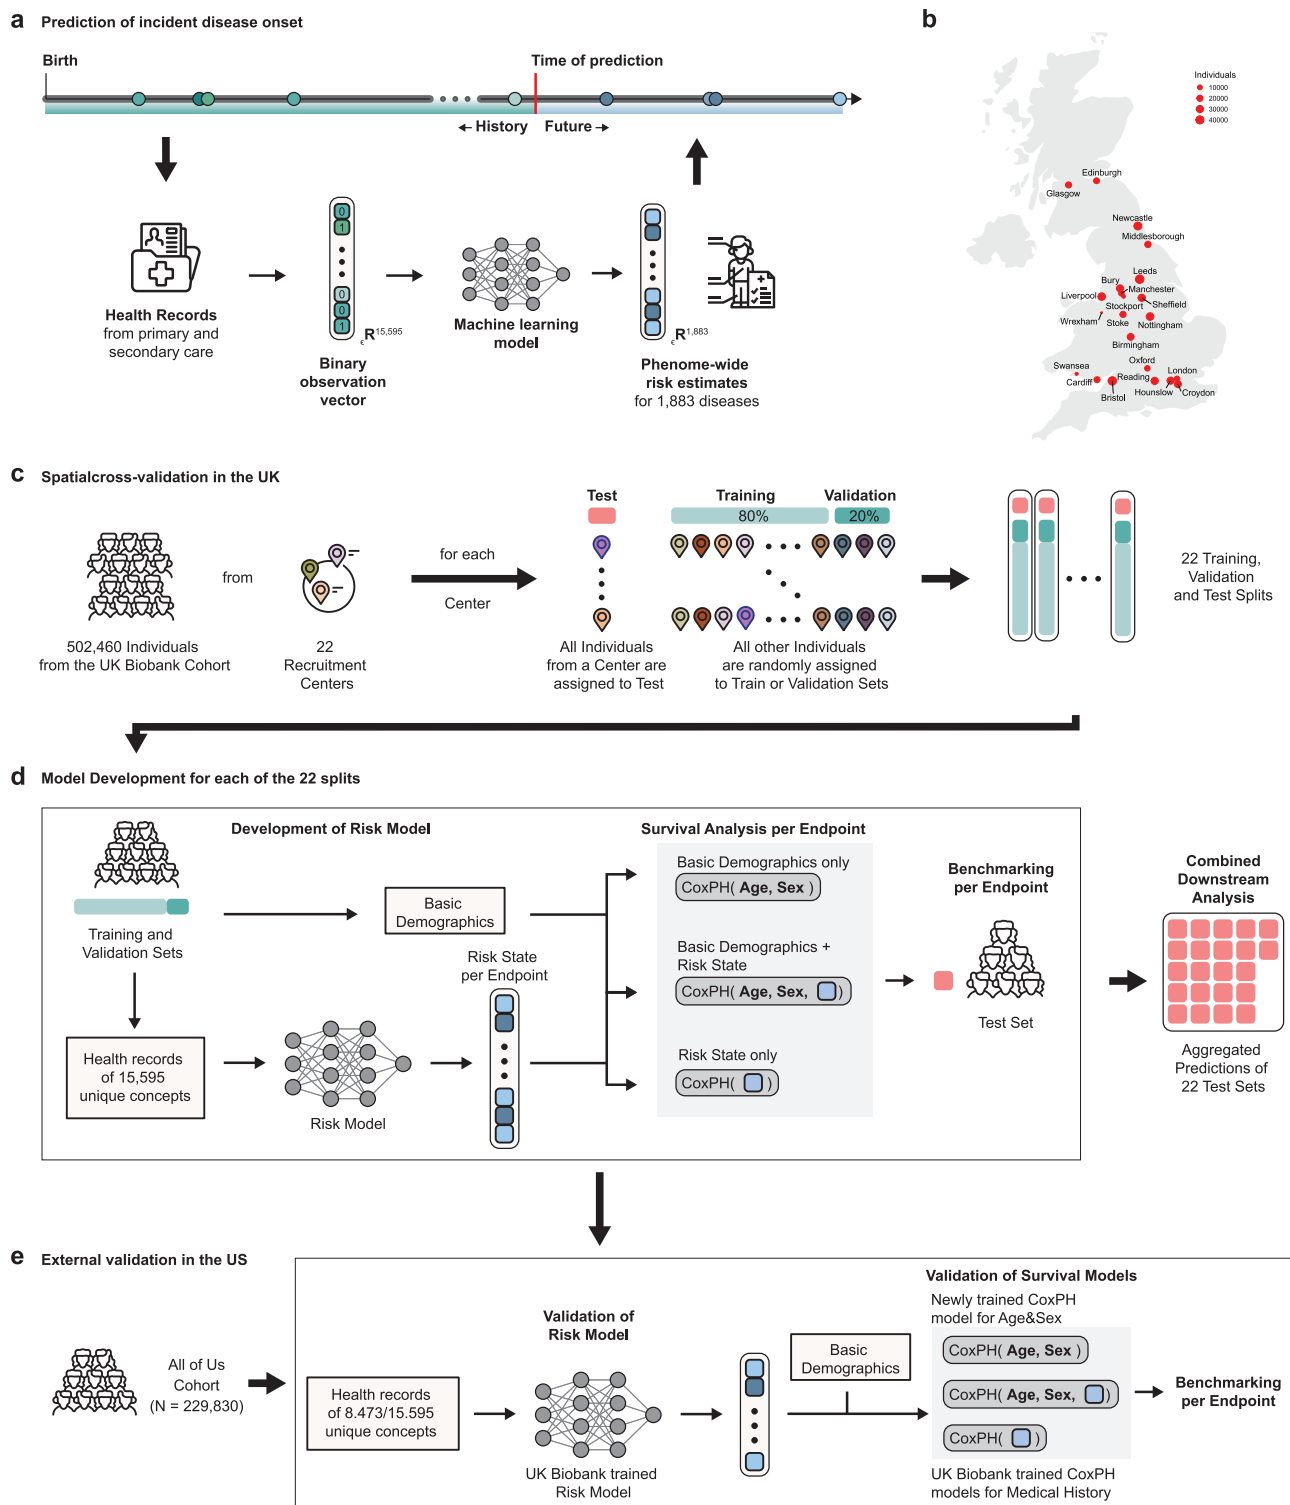 a Prediction of incident disease onset
Birth
Time of prediction
History
Future
Health Records
from primary and
secondary care
0
1
0
0
1
ϵR15,595
Binary
observation
vector
Machine learning
model
ϵR1,883
Phenome-wide
risk estimates
for 1,883 diseases
b
Individuals
10000
20000
30000
40000
Edinburgh
Glasgow
Newcastle
Middlesborough
Leeds
Bury
Manchester
Liverpool
Sheffield
Stockport
Wrexham
Stoke
Nottingham
Birmingham
Oxford
Swansea
Reading
London
Cardiff
Hounslow
Croydon
Bristol
c Spatialcross-validation in the UK
502,460 Individuals
from the UK Biobank Cohort
from
22
Recruitment
Centers
for each
Center
Test
Training
Validation
80%
20%
All Individuals
from a Center are
assigned to Test
All other Individuals
are randomly assigned
to Train or Validation Sets
22 Training,
Validation
and Test Splits
d Model Development for each of the 22 splits
Development of Risk Model
Training and
Validation Sets
Basic
Demographics
Health records
of 15,595
unique concepts
Risk Model
Risk State
per Endpoint
Survival Analysis per Endpoint
Basic Demographics only
CoxPH( Age, Sex )
Basic Demographics +
Risk State
CoxPH( Age, Sex, )
Risk State only
CoxPH( )
Benchmarking
per Endpoint
Test Set
Combined
Downstream
Analysis
Aggregated
Predictions of
22 Test Sets
e External validation in the US
All of Us
Cohort
(N = 229,830)
Health records
of 8.473/15.595
unique concepts
Validation of
Risk Model
UK Biobank trained
Risk Model
Basic
Demographics
Validation of Survival Models
Newly trained CoxPH
model for Age&Sex
CoxPH( Age, Sex )
CoxPH( Age, Sex, )
CoxPH( )
UK Biobank trained CoxPH
models for Medical History
Benchmarking
per Endpoint